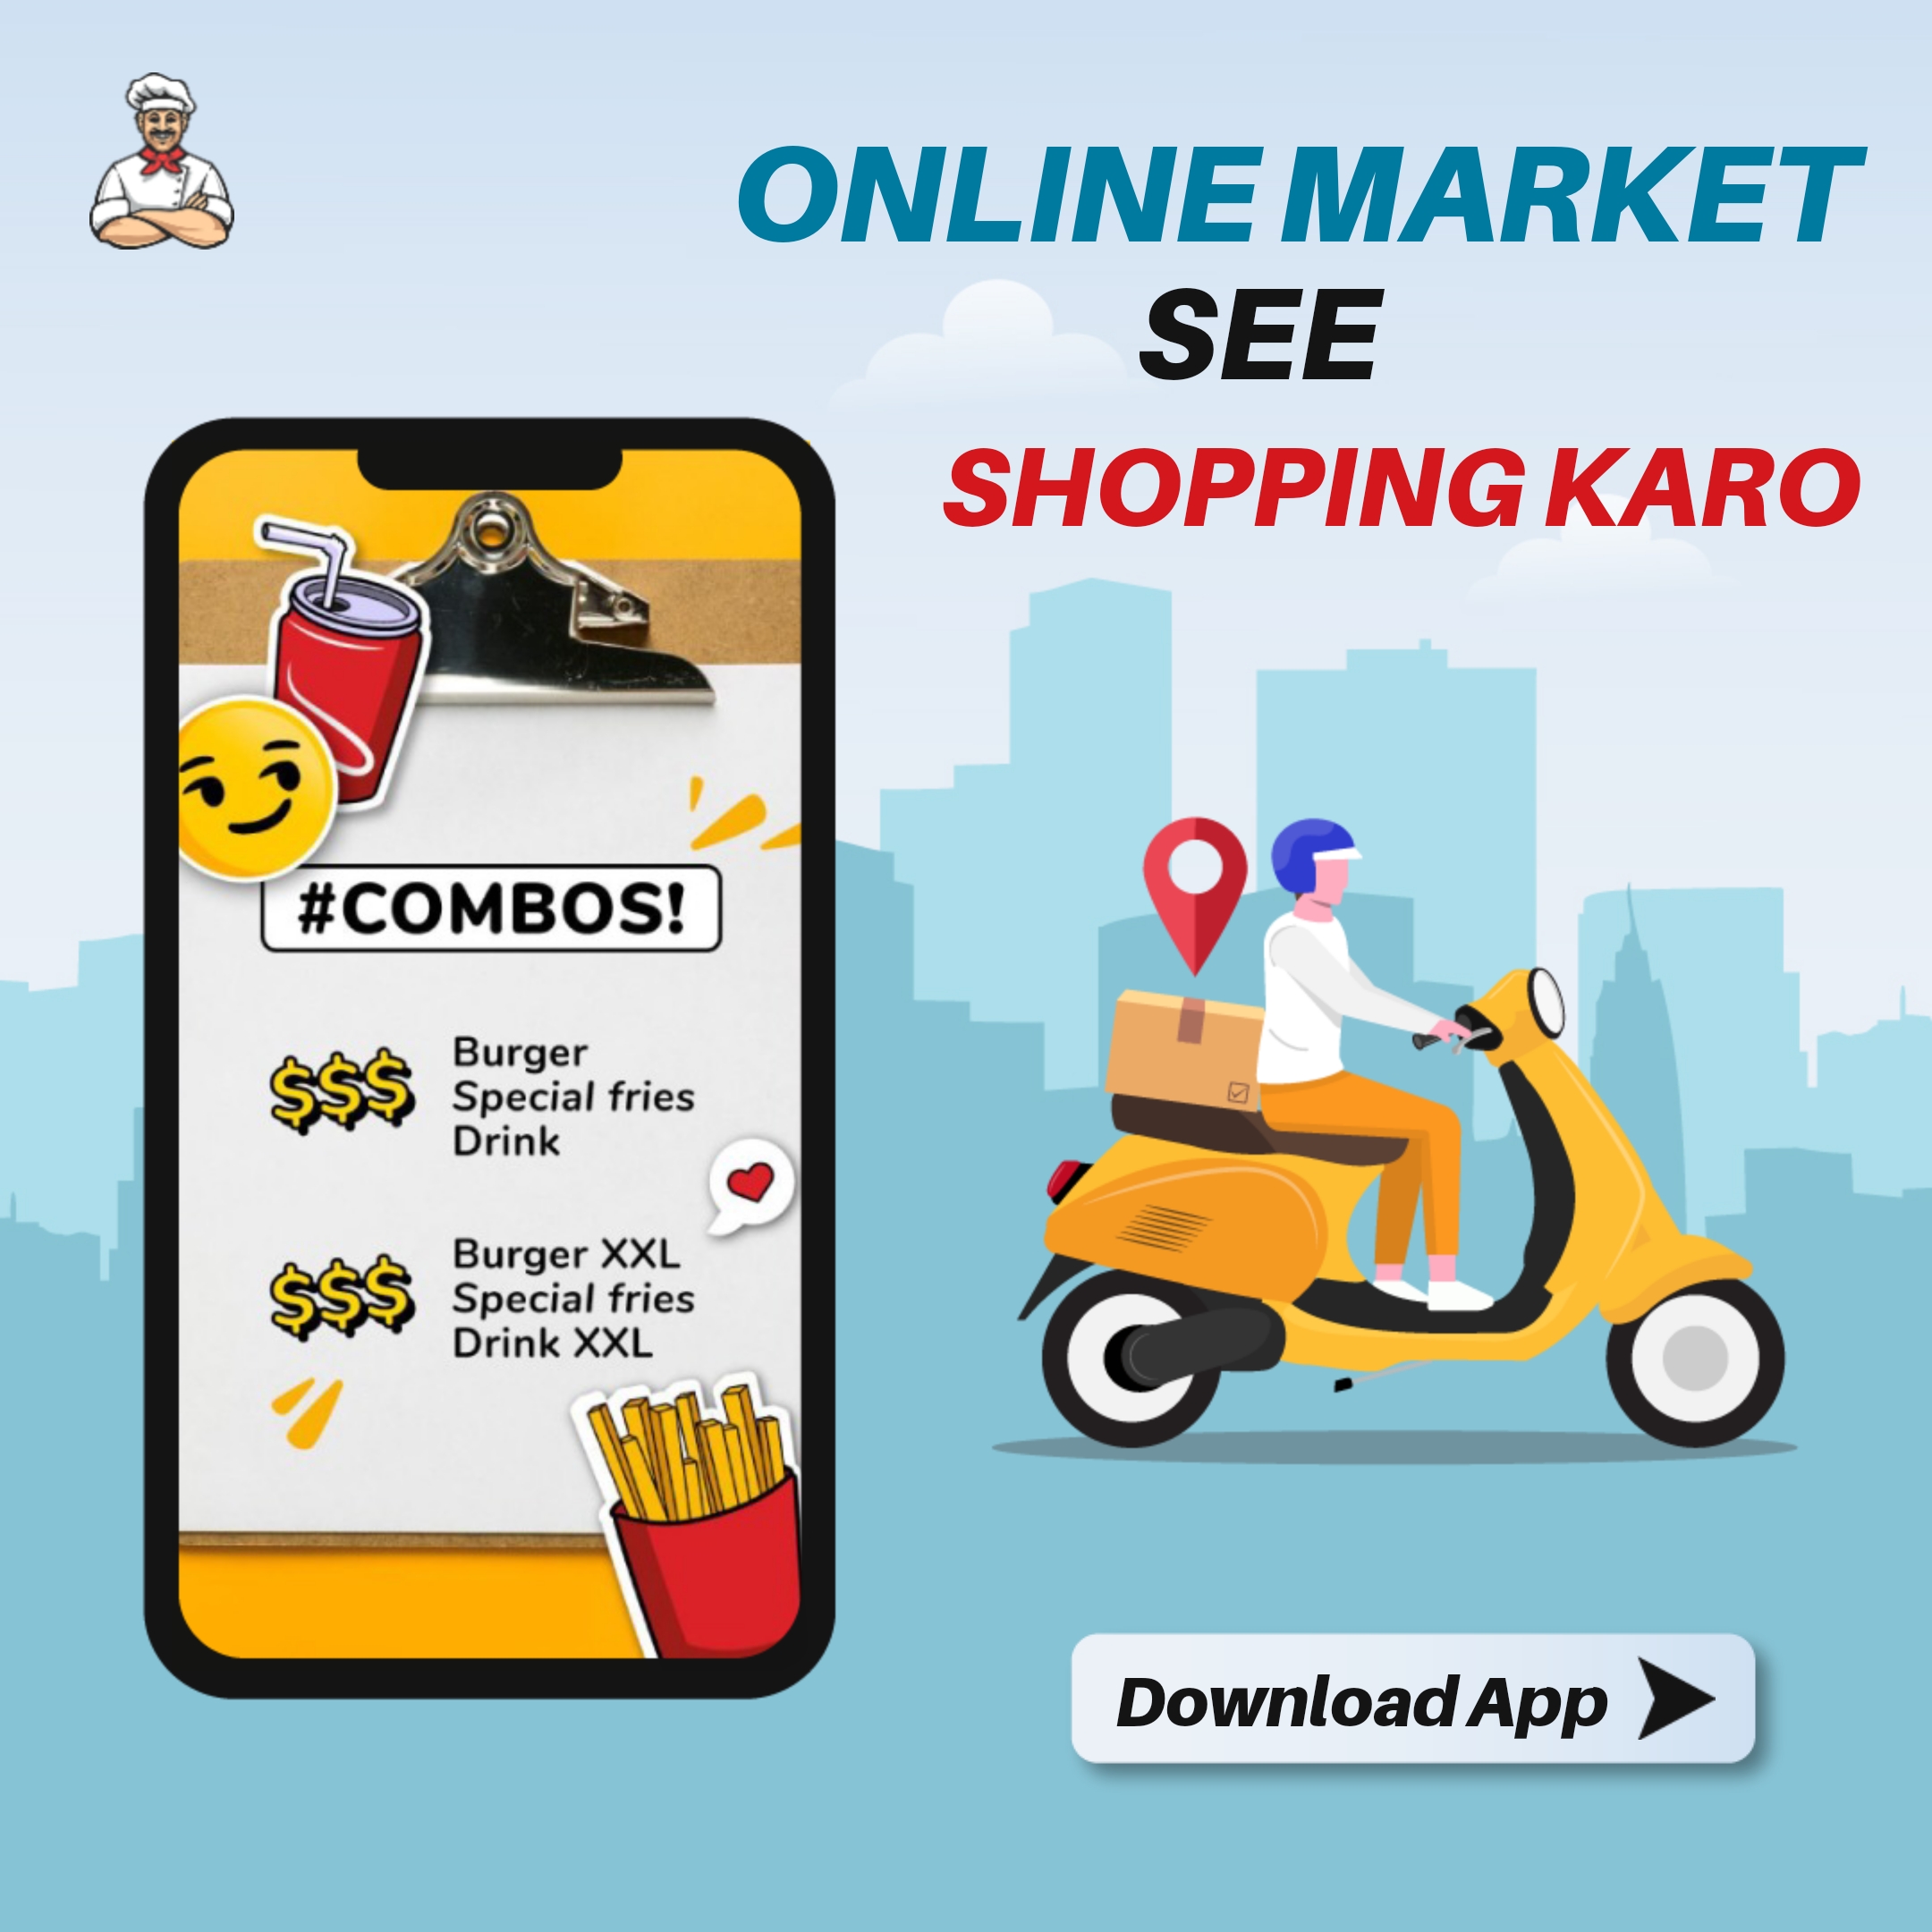 ONLINE MARKET
SEE
SHOPPING KARO
#COMBOS!
$$$
Burger
Special fries
Drink
$$$
Burger XXL
Special fries
Drink XXL
Download App